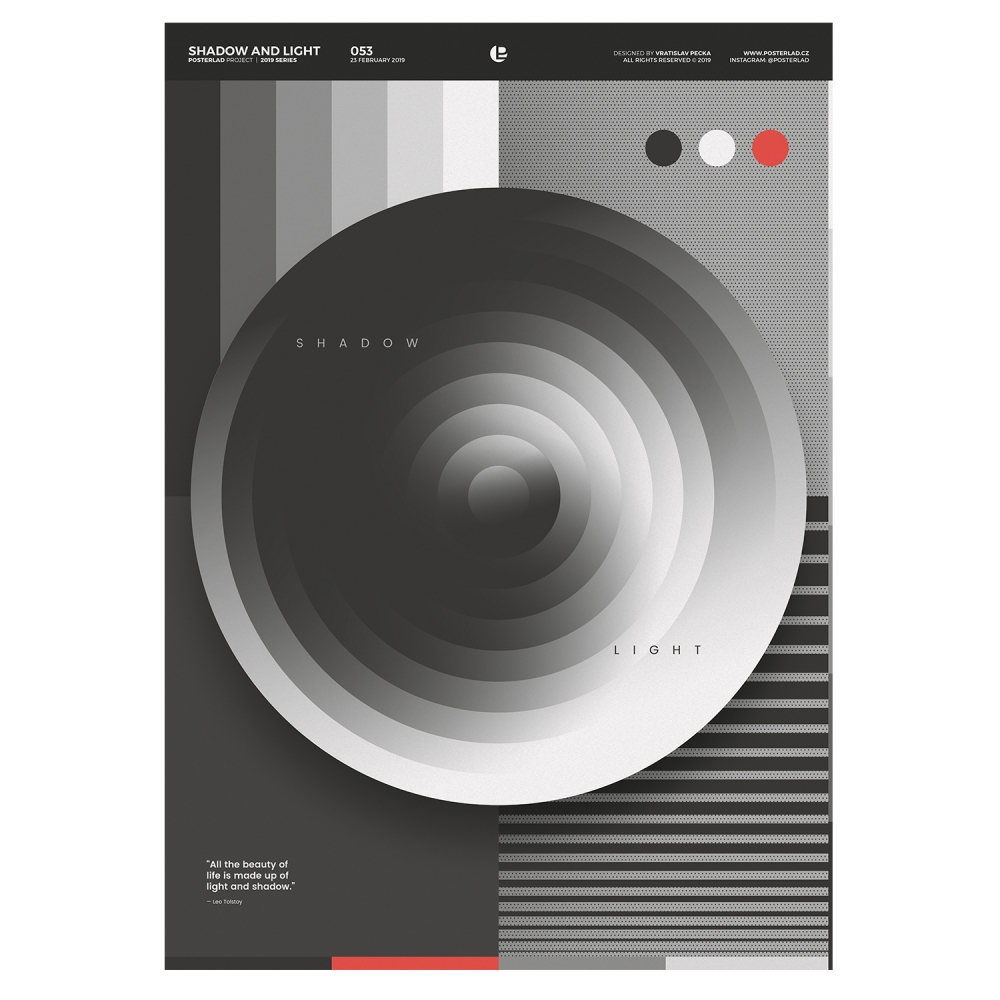 SHADOW AND LIGHT
POSTERLAD PROJECT | 2019 SERIES
053
23 FEBRUARY 2019
DESIGNED BY VRATISLAV PECKA
ALL RIGHTS RESERVED © 2019
WWW.POSTERLAD.CZ
INSTAGRAM: @POSTERLAD
SHADOW
LIGHT
"All the beauty of
life is made up of
light and shadow."
— Leo Tolstoy